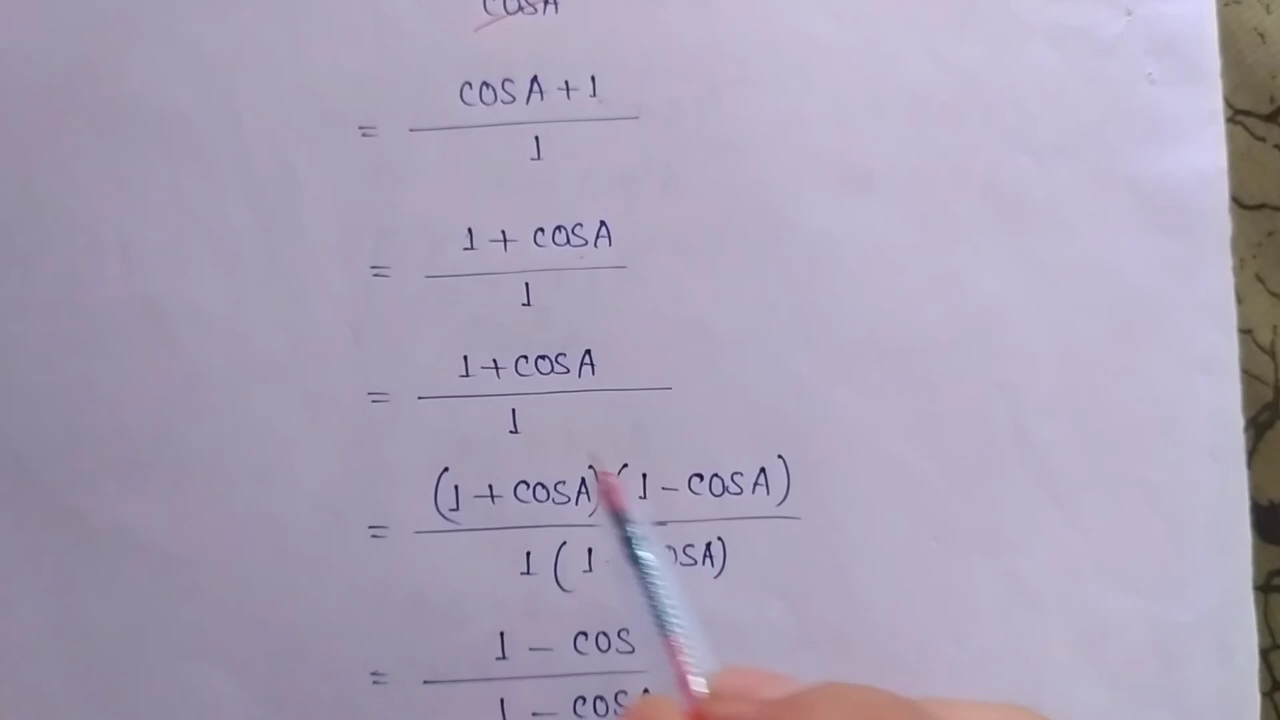 COSA
COSA + 1
= 
1
1 + COSA
=
1
1 + COSA
=
1
(1 + COSA) (1 - COSA)
=
1 (1
OSA)
1 - COS
=
1 - COS